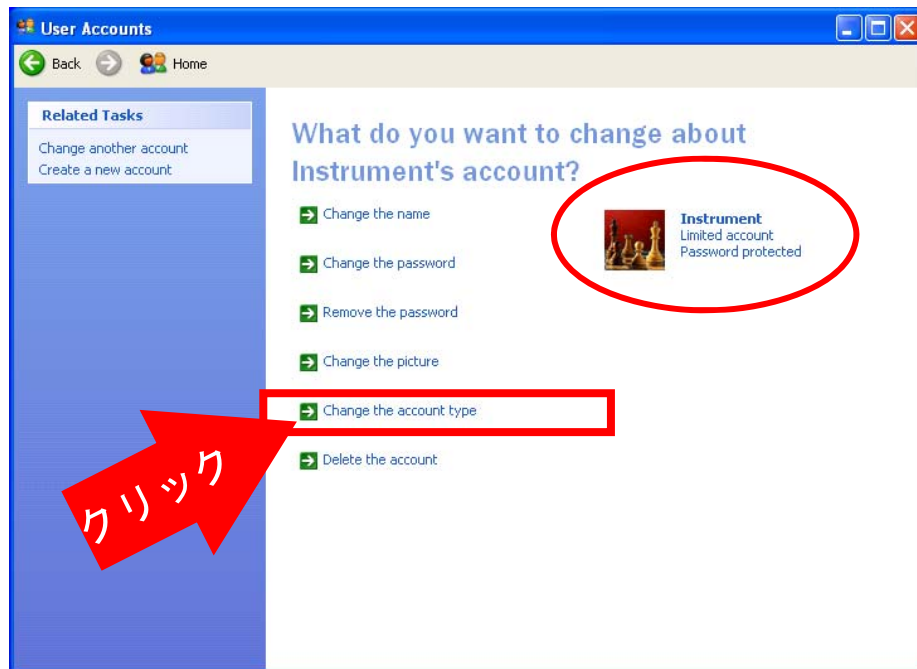 User Accounts
Back Home
Related Tasks
Change another account
Create a new account
What do you want to change about
Instrument's account?
Change the name
Change the password
Remove the password
Change the picture
Change the account type
Delete the account
Instrument
Limited account
Password protected
クリック